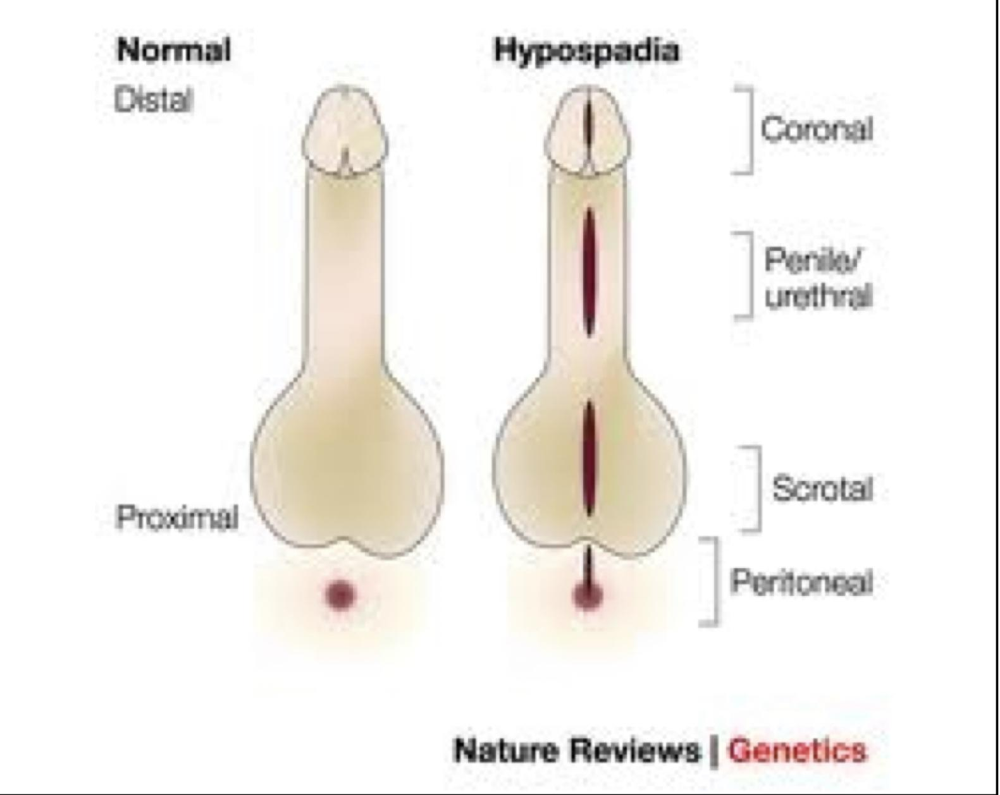 Normal
Hypospadia
Distal
Coronal
Penile/
urethral
Scrotal
Proximal
Peritoneal
Nature Reviews | Genetics